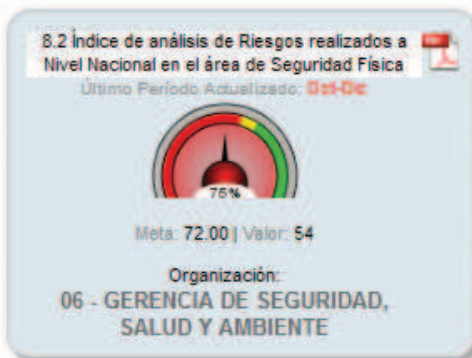 8.2 Índice de análisis de Riesgos realizados a
Nivel Nacional en el área de Seguridad Física
Último Período Actualizado: Oct-Dic
75%
Meta: 72.00 | Valor: 54
Organización:
06 - GERENCIA DE SEGURIDAD,
SALUD Y AMBIENTE